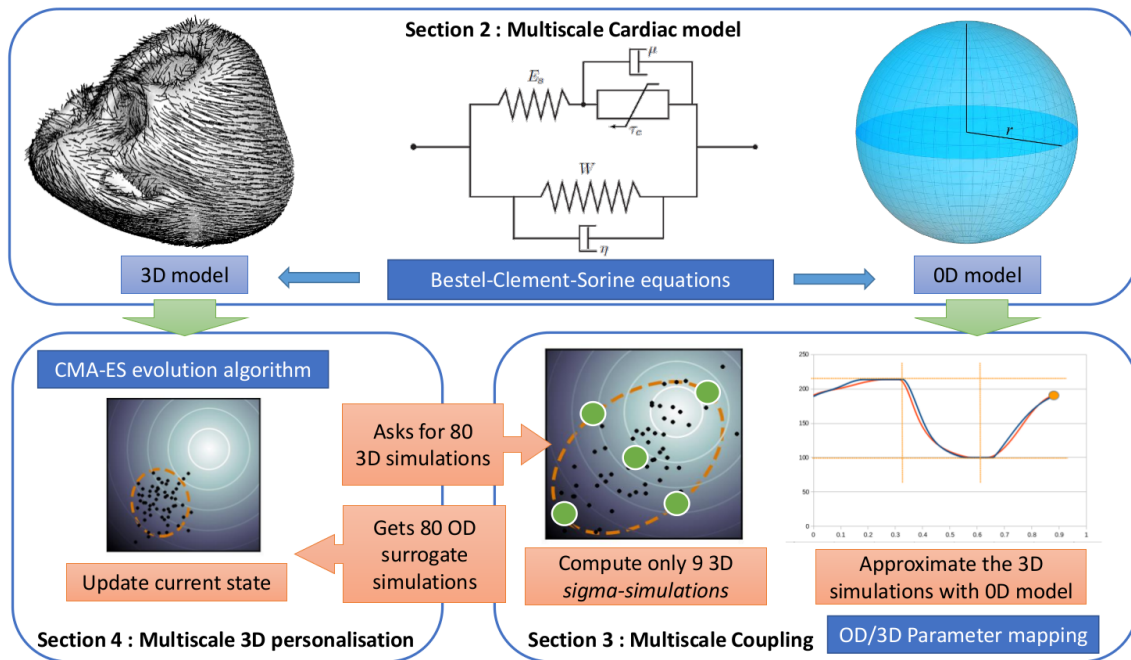 Section 2 : Multiscale Cardiac model
μ
E_s
τ_c
W
η
r
3D model
Bestel-Clement-Sorine equations
0D model
CMA-ES evolution algorithm
Asks for 80
3D simulations
Gets 80 OD
surrogate
simulations
Update current state
Section 4 : Multiscale 3D personalisation
250
200
150
100
50
0
0 0.1 0.2 0.3 0.4 0.5 0.6 0.7 0.8 0.9 1
Compute only 9 3D
sigma-simulations
Approximate the 3D
simulations with 0D model
Section 3 : Multiscale Coupling
OD/3D Parameter mapping